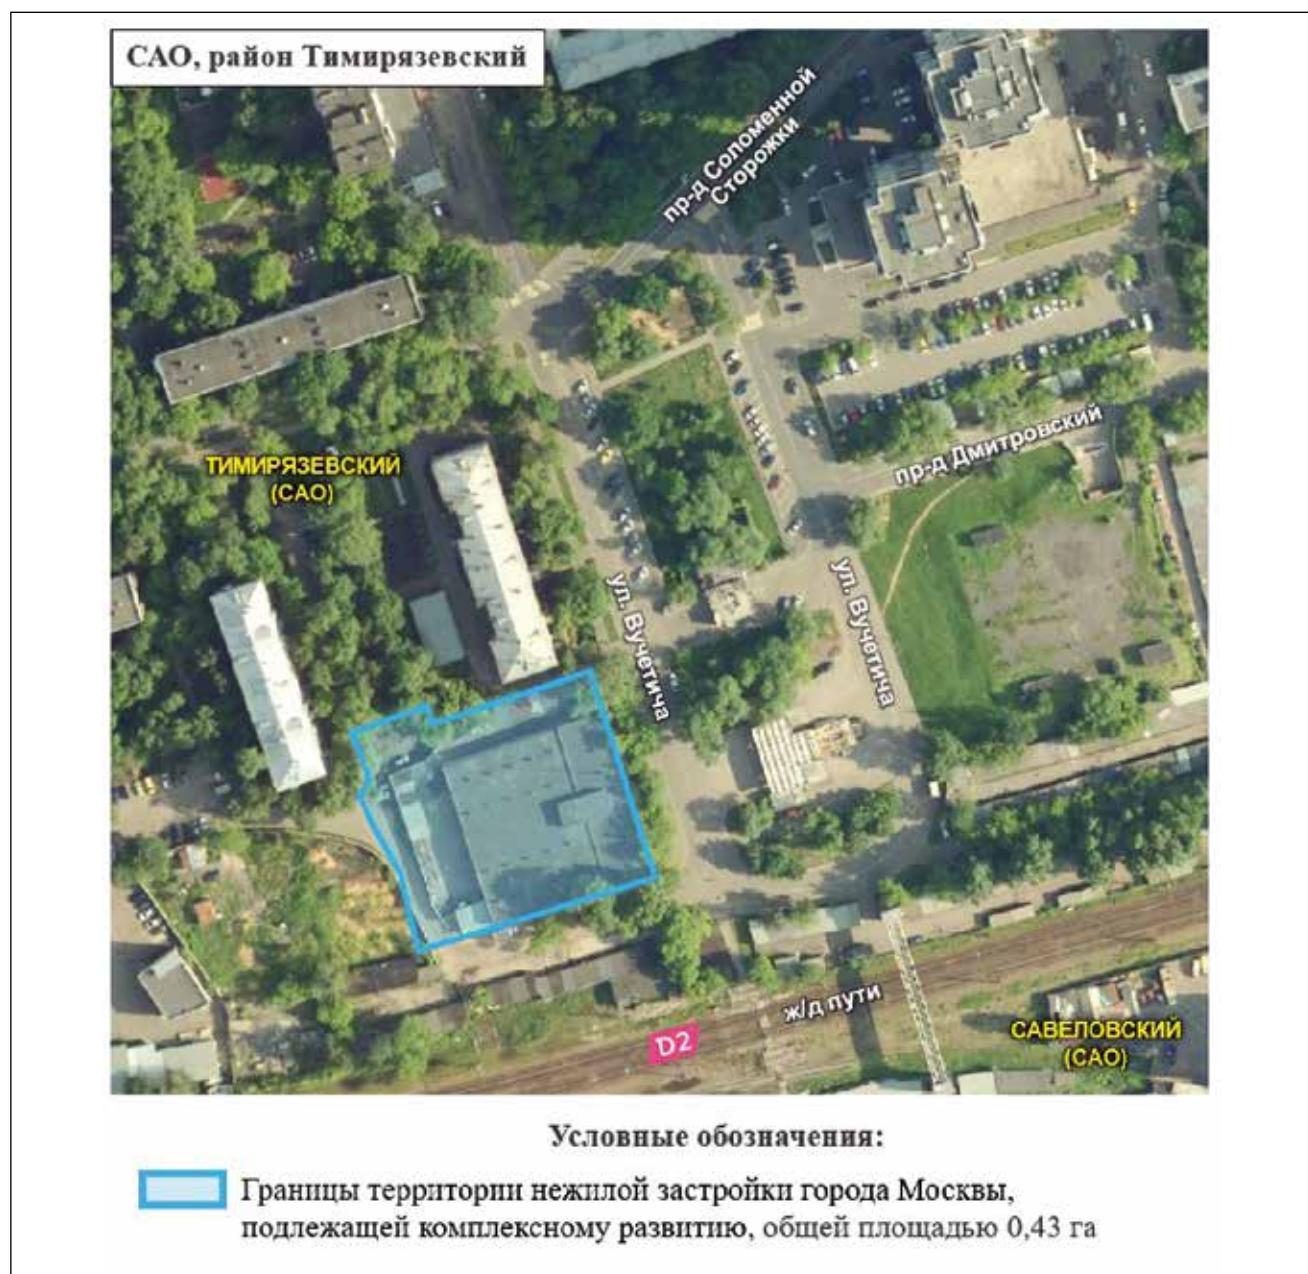 САО, район Тимирязевский
пр-д Соломенной
Сторожки
пр-д Дмитровский
ТИМИРЯЗЕВСКИЙ
(САО)
ул. Вучетича
ул. Вучетича
ж/д пути
D2
САВЕЛОВСКИЙ
(САО)
Условные обозначения:
Границы территории нежилой застройки города Москвы,
подлежащей комплексному развитию, общей площадью 0,43 га